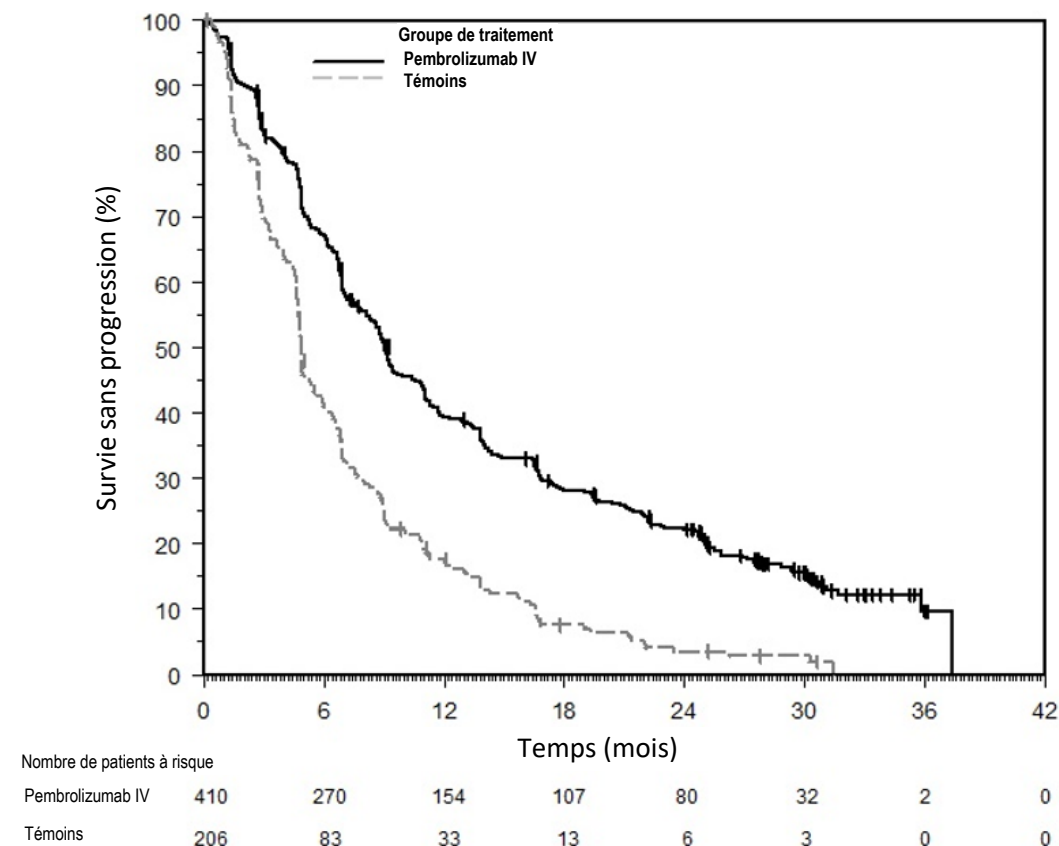 Groupe de traitement
Pembrolizumab IV
Témoins
Survie sans progression (%)
100
90
80
70
60
50
40
30
20
10
0
0 6 12 18 24 30 36 42
Temps (mois)
Nombre de patients à risque
Pembrolizumab IV 410 270 154 107 80 32 2 0
Témoins 206 83 33 13 6 3 0 0